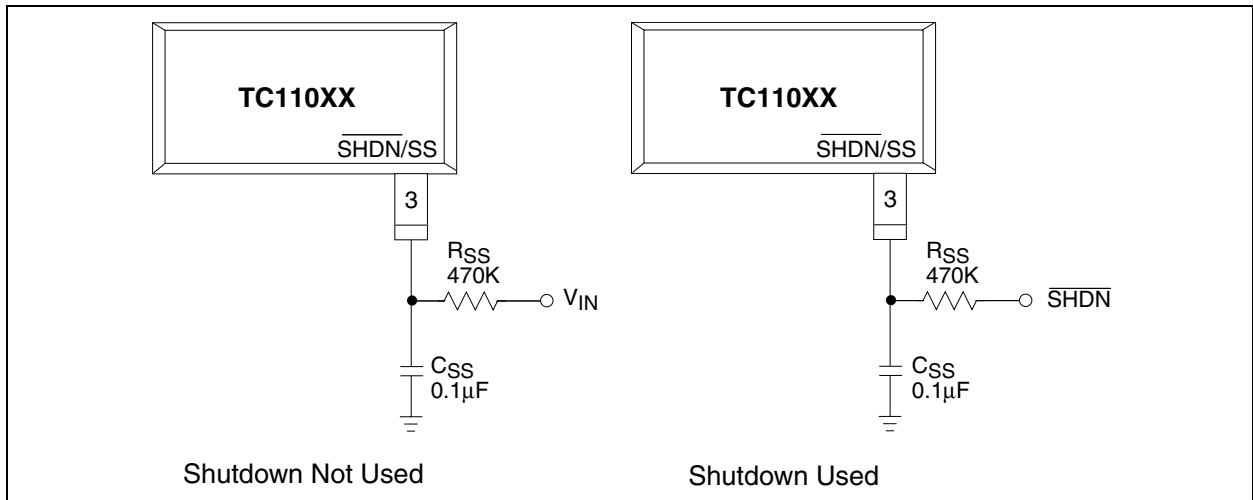 TC110XX
SHDN/SS
3
RSS
470K
VIN
CSS
0.1µF
Shutdown Not Used
TC110XX
SHDN/SS
3
RSS
470K
SHDN
CSS
0.1µF
Shutdown Used